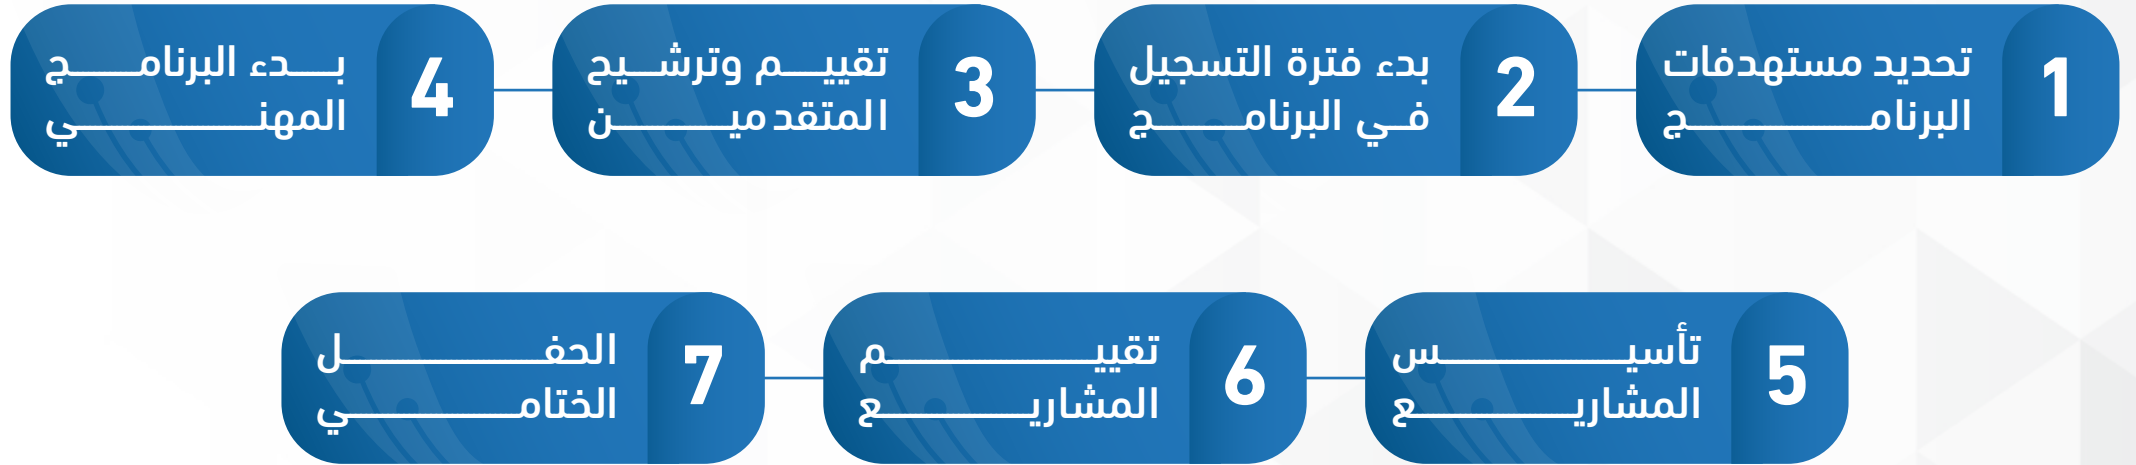 1
تحديد مستهدفات
البرنامج
2
بدء فترة التسجيل
في البرنامج
3
تقييم وترشيح
المتقدمين
4
بدء البرنامج
المهني
5
تأسيس
المشاريع
6
تقييم
المشاريع
7
الحفل
الختامي